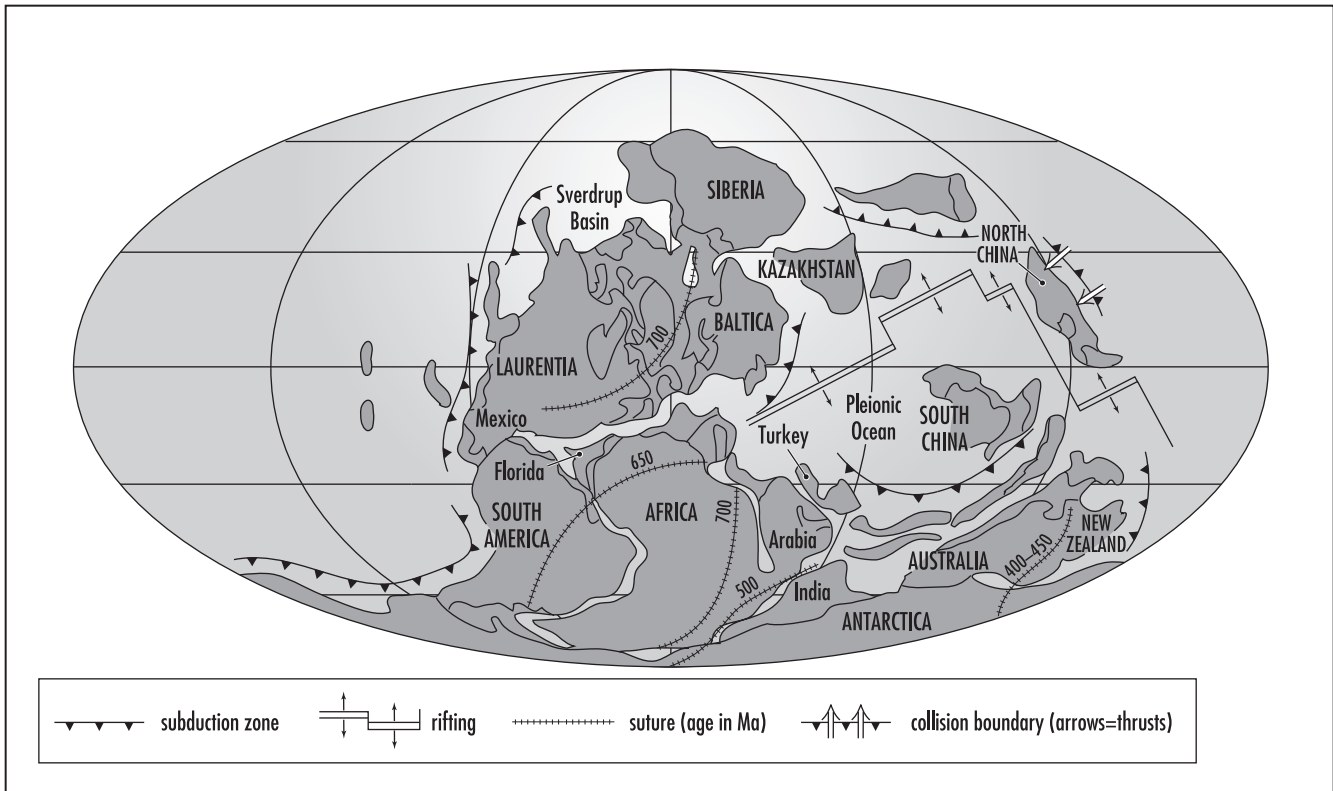 SIBERIA
Sverdrup
Basin
NORTH
CHINA
KAZAKHSTAN
BALTICA
700
LAURENTIA
Mexico
Pleionic
Ocean
SOUTH
CHINA
Turkey
Florida
650
SOUTH
AMERICA
AFRICA
700
Arabia
NEW
ZEALAND
AUSTRALIA
400–450
500
India
ANTARCTICA
subduction zone
rifting
suture (age in Ma)
collision boundary (arrows=thrusts)